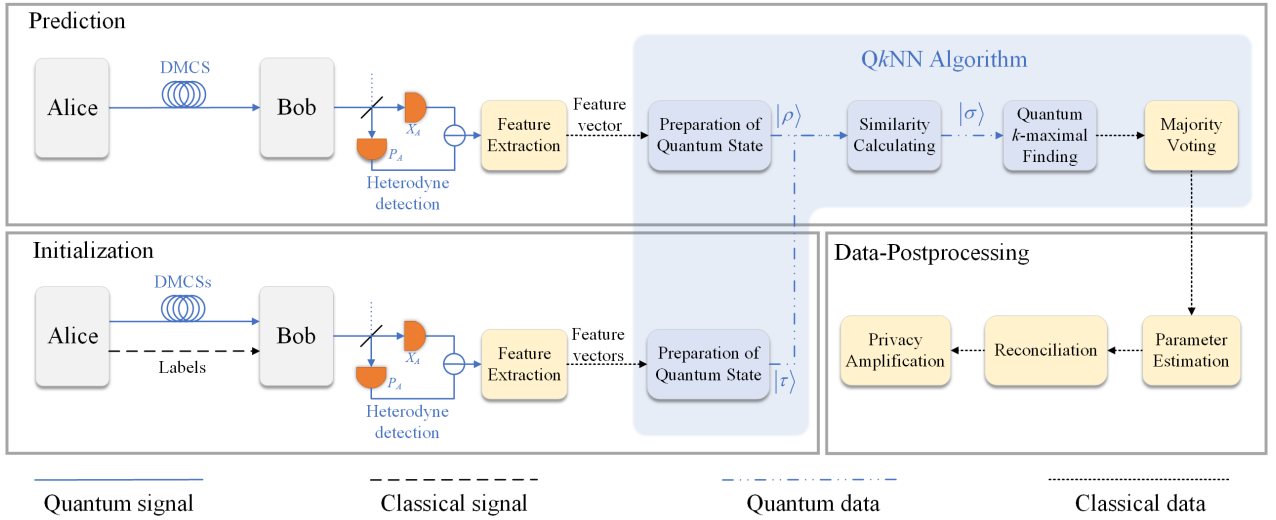 Prediction
QkNN Algorithm
DMCS
Alice
Bob
X_A
P_A
Heterodyne
detection
Feature
Extraction
Feature
vector
Preparation of
Quantum State
|ρ⟩
Similarity
Calculating
|σ⟩
Quantum
k-maximal
Finding
Majority
Voting
Initialization
DMCSs
Alice
Labels
Bob
X_A
P_A
Heterodyne
detection
Feature
Extraction
Feature
vectors
Preparation of
Quantum State
|τ⟩
Data-Postprocessing
Privacy
Amplification
Reconciliation
Parameter
Estimation
Quantum signal
Classical signal
Quantum data
Classical data